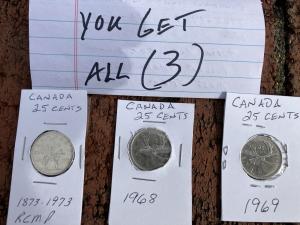 YOU GET
ALL (3)
CANADA
25 CENTS
1873-1973
RCMP
CANADA
25 CENTS
1968
CANADA
25 CENTS
1969